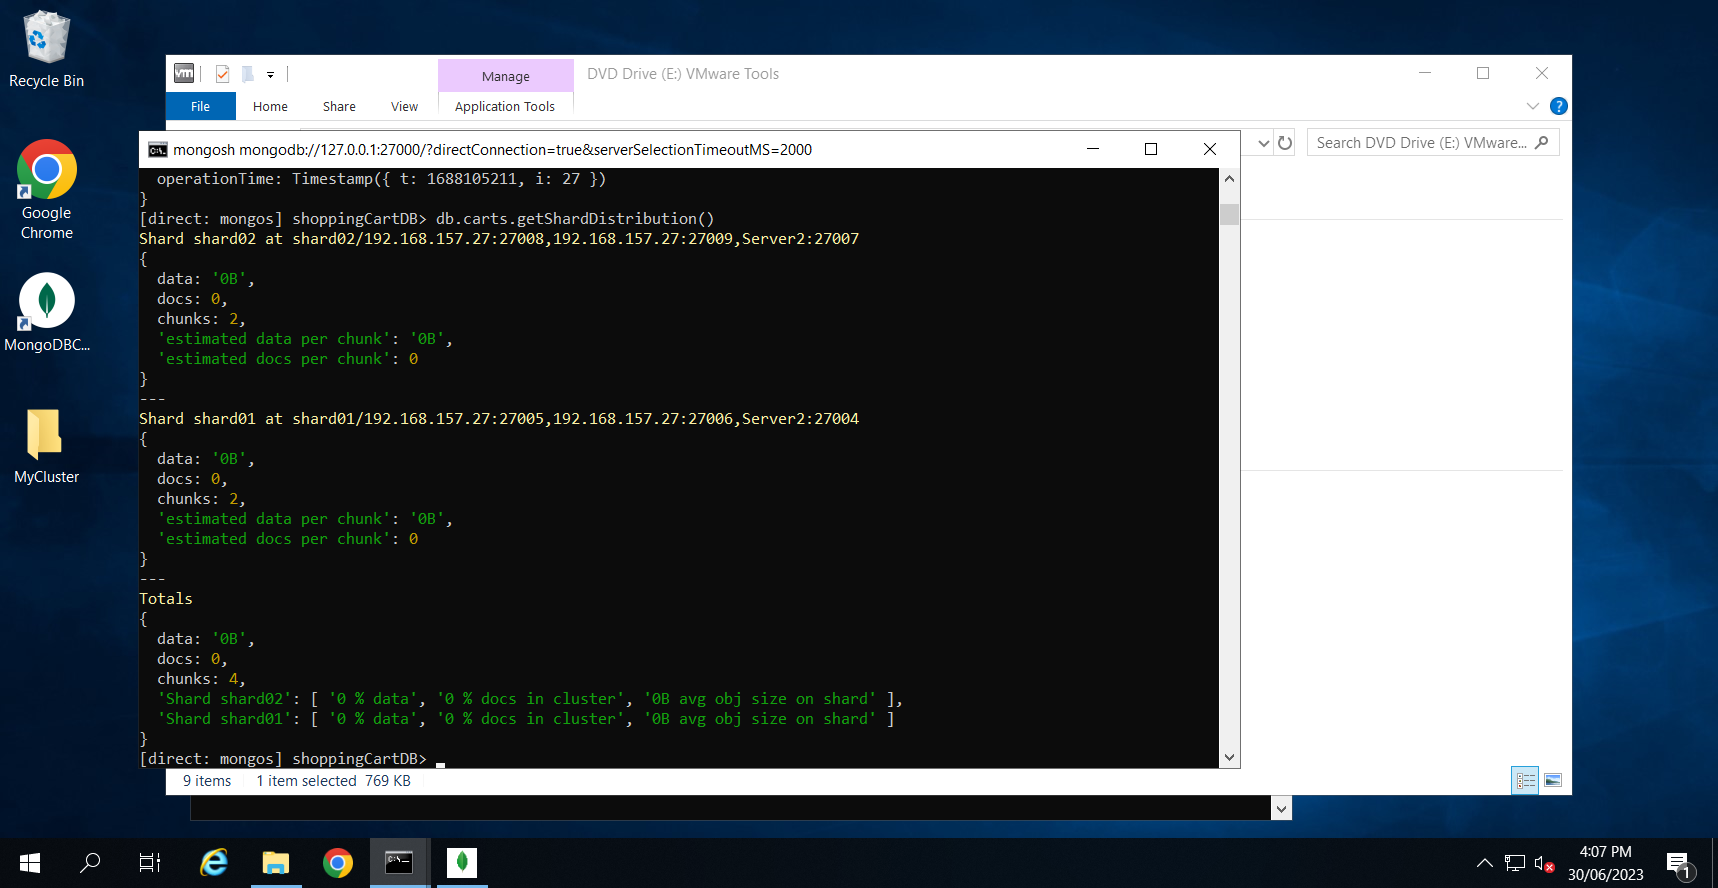 Recycle Bin
Google
Chrome
MongoDBC...
MyCluster
vm
Manage
DVD Drive (E:) VMware Tools
File
Home
Share
View
Application Tools
?
Search DVD Drive (E:) VMware...
C:\.
mongosh mongodb://127.0.0.1:27000/?directConnection=true&serverSelectionTimeoutMS=2000
operationTime: Timestamp({ t: 1688105211, i: 27 })
}
[direct: mongos] shoppingCartDB> db.carts.getShardDistribution()
Shard shard02 at shard02/192.168.157.27:27008,192.168.157.27:27009,Server2:27007
{
data: '0B',
docs: 0,
chunks: 2,
'estimated data per chunk': '0B',
'estimated docs per chunk': 0
}
---
Shard shard01 at shard01/192.168.157.27:27005,192.168.157.27:27006,Server2:27004
{
data: '0B',
docs: 0,
chunks: 2,
'estimated data per chunk': '0B',
'estimated docs per chunk': 0
}
---
Totals
{
data: '0B',
docs: 0,
chunks: 4,
'Shard shard02': [ '0 % data', '0 % docs in cluster', '0B avg obj size on shard' ],
'Shard shard01': [ '0 % data', '0 % docs in cluster', '0B avg obj size on shard' ]
}
[direct: mongos] shoppingCartDB>
9 items
1 item selected 769 KB
4:07 PM
30/06/2023
1